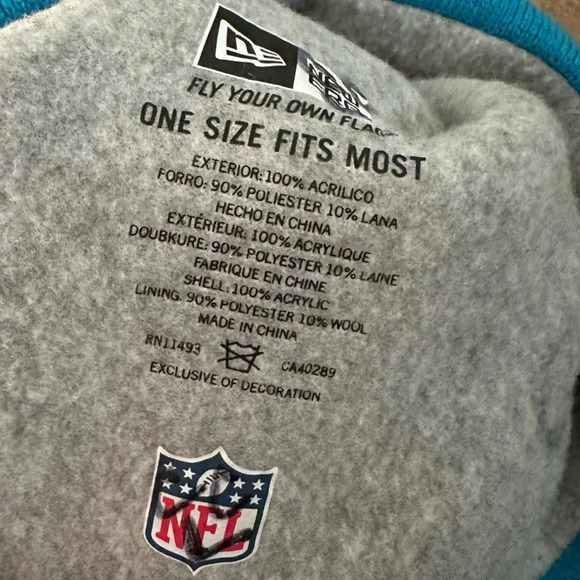 NEW ERA
FLY YOUR OWN FLAG
ONE SIZE FITS MOST
EXTERIOR: 100% ACRILICO
FORRO: 90% POLIESTER 10% LANA
HECHO EN CHINA
EXTÉRIEUR: 100% ACRYLIQUE
DOUBKURE: 90% POLYESTER 10% LAINE
FABRIQUE EN CHINE
SHELL: 100% ACRYLIC
LINING: 90% POLYESTER 10% WOOL
MADE IN CHINA
RN11493 CA40289
EXCLUSIVE OF DECORATION
NFL